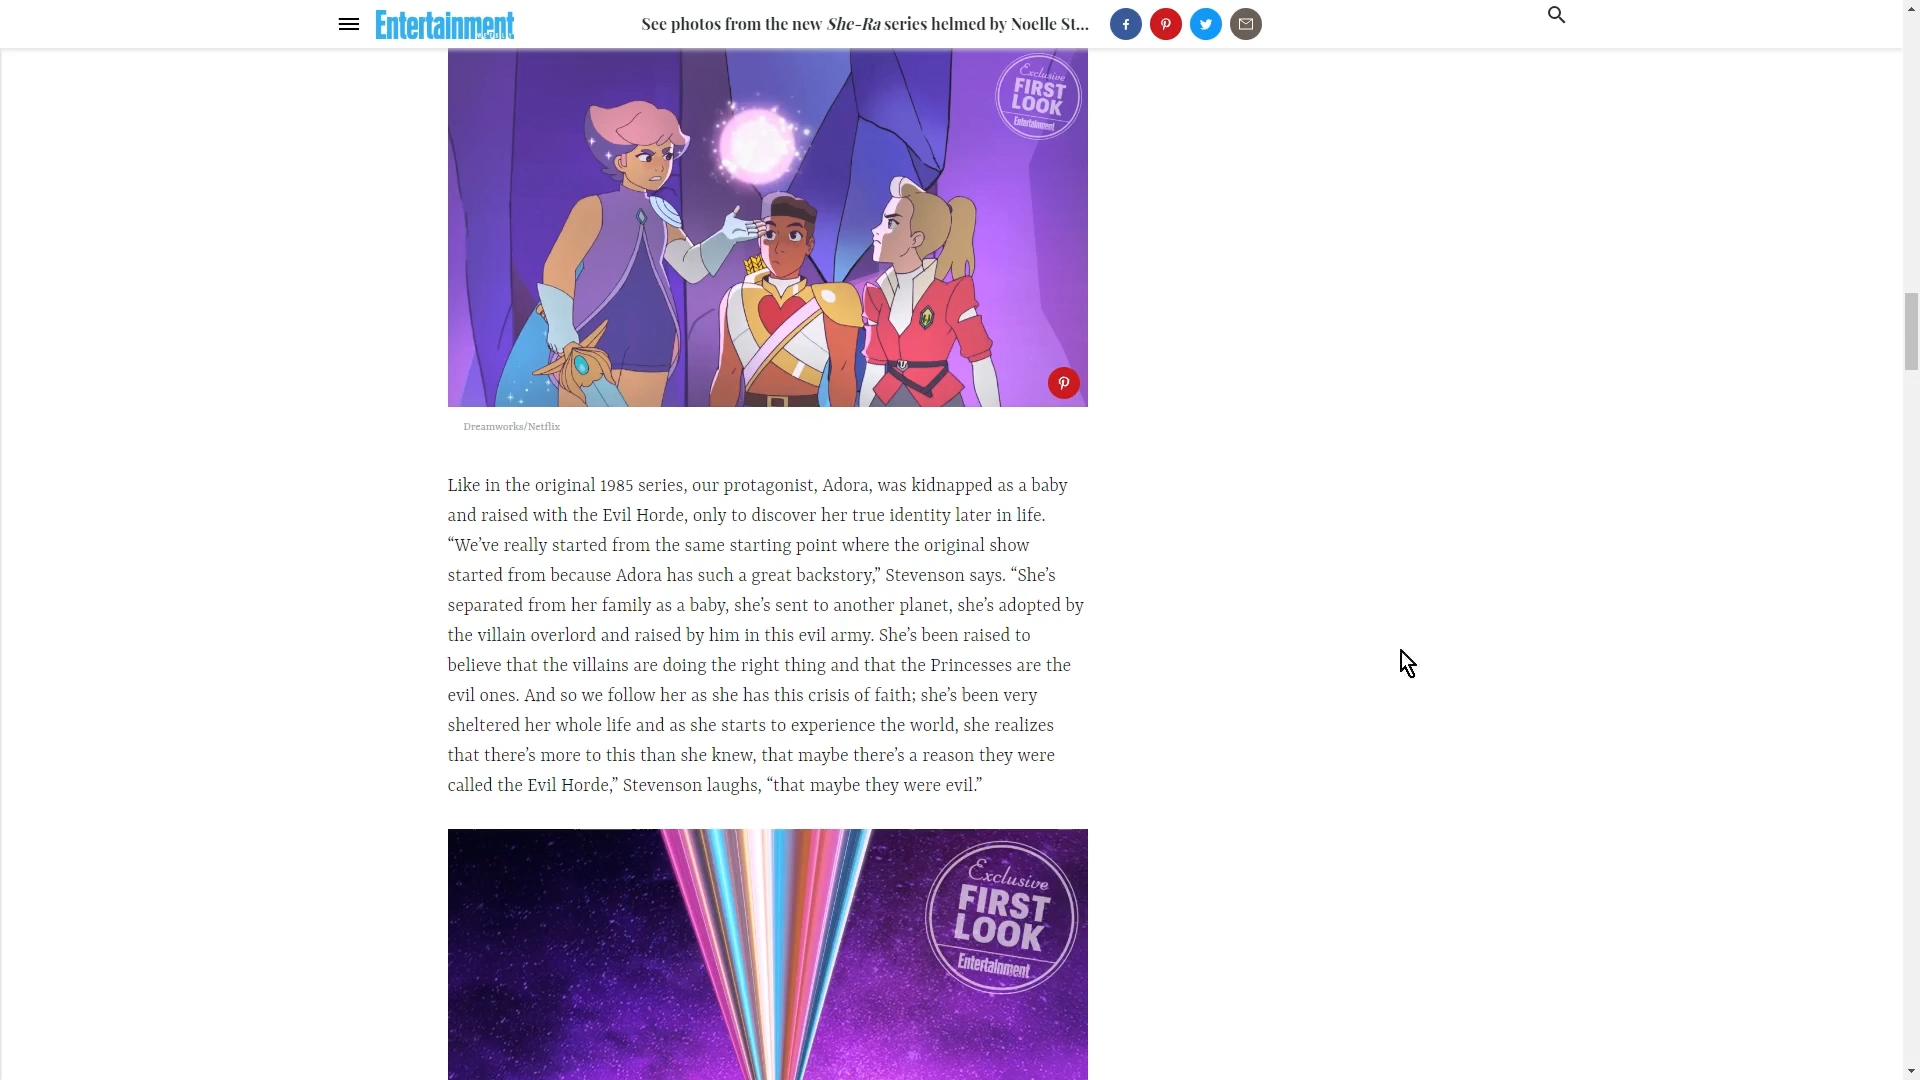 Entertainment
See photos from the new She-Ra series helmed by Noelle St...
Exclusive
FIRST
LOOK
Entertainment
Dreamworks/Netflix
Like in the original 1985 series, our protagonist, Adora, was kidnapped as a baby
and raised with the Evil Horde, only to discover her true identity later in life.
“We’ve really started from the same starting point where the original show
started from because Adora has such a great backstory,” Stevenson says. “She’s
separated from her family as a baby, she’s sent to another planet, she’s adopted by
the villain overlord and raised by him in this evil army. She’s been raised to
believe that the villains are doing the right thing and that the Princesses are the
evil ones. And so we follow her as she has this crisis of faith; she’s been very
sheltered her whole life and as she starts to experience the world, she realizes
that there’s more to this than she knew, that maybe there’s a reason they were
called the Evil Horde,” Stevenson laughs, “that maybe they were evil.”
Exclusive
FIRST
LOOK
Entertainment